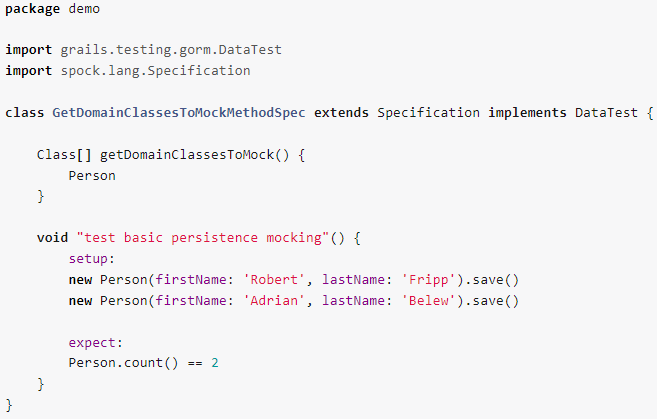 package demo
import grails.testing.gorm.DataTest
import spock.lang.Specification
class GetDomainClassesToMockMethodSpec extends Specification implements DataTest {
Class[] getDomainClassesToMock() {
Person
}
void "test basic persistence mocking"() {
setup:
new Person(firstName: 'Robert', lastName: 'Fripp').save()
new Person(firstName: 'Adrian', lastName: 'Belew').save()
expect:
Person.count() == 2
}
}